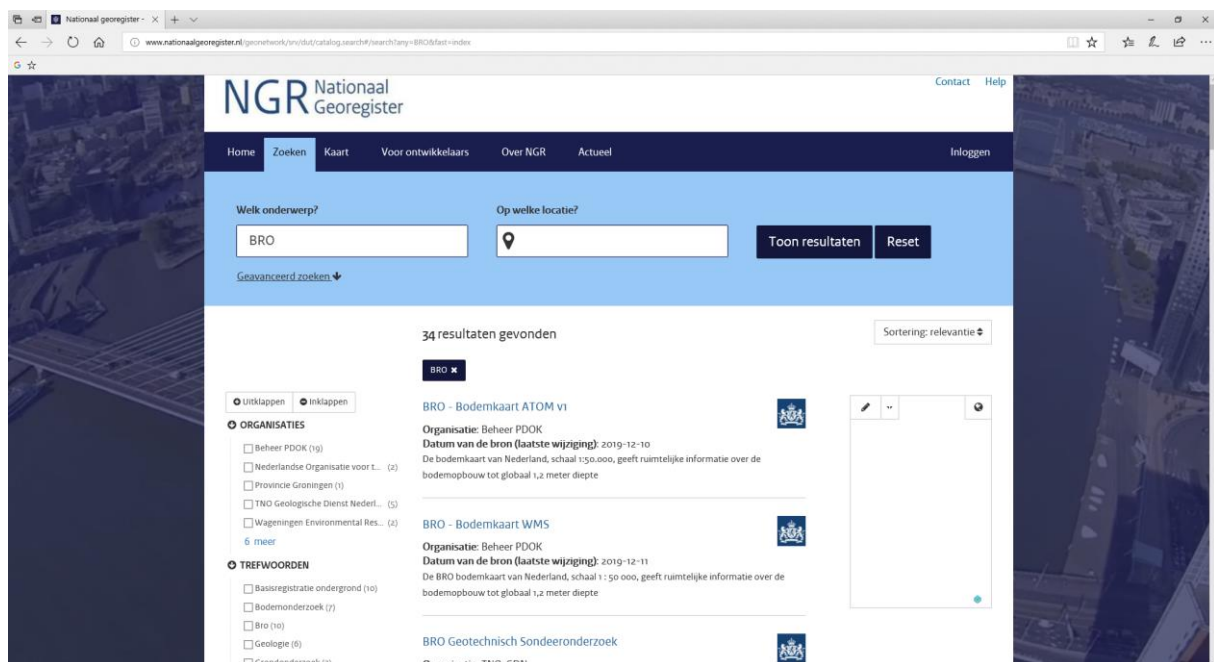 Nationaal georegister -
www.nationaalgeoregister.nl/geonetwork/srv/dut/catalog.search#/search?any=BRO&fast=index
G
Contact Help
NGR Nationaal
Georegister
Home Zoeken Kaart Voor ontwikkelaars Over NGR Actueel Inloggen
Welk onderwerp? Op welke locatie?
BRO
Toon resultaten Reset
Geavanceerd zoeken
34 resultaten gevonden
Sortering: relevantie
BRO
Uitklappen Inklappen
ORGANISATIES
Beheer PDOK (19)
Nederlandse Organisatie voor t... (2)
Provincie Groningen (1)
TNO Geologische Dienst Nederl... (5)
Wageningen Environmental Res... (2)
6 meer
TREFWOORDEN
Basisregistratie ondergrond (10)
Bodemonderzoek (7)
Bro (10)
Geologie (6)
BRO - Bodemkaart ATOM v1
Organisatie: Beheer PDOK
Datum van de bron (laatste wijziging): 2019-12-10
De bodemkaart van Nederland, schaal 1:50.000, geeft ruimtelijke informatie over de
bodemopbouw tot globaal 1,2 meter diepte
BRO - Bodemkaart WMS
Organisatie: Beheer PDOK
Datum van de bron (laatste wijziging): 2019-12-11
De BRO bodemkaart van Nederland, schaal 1 : 50 000, geeft ruimtelijke informatie over de
bodemopbouw tot globaal 1,2 meter diepte
BRO Geotechnisch Sondeeronderzoek